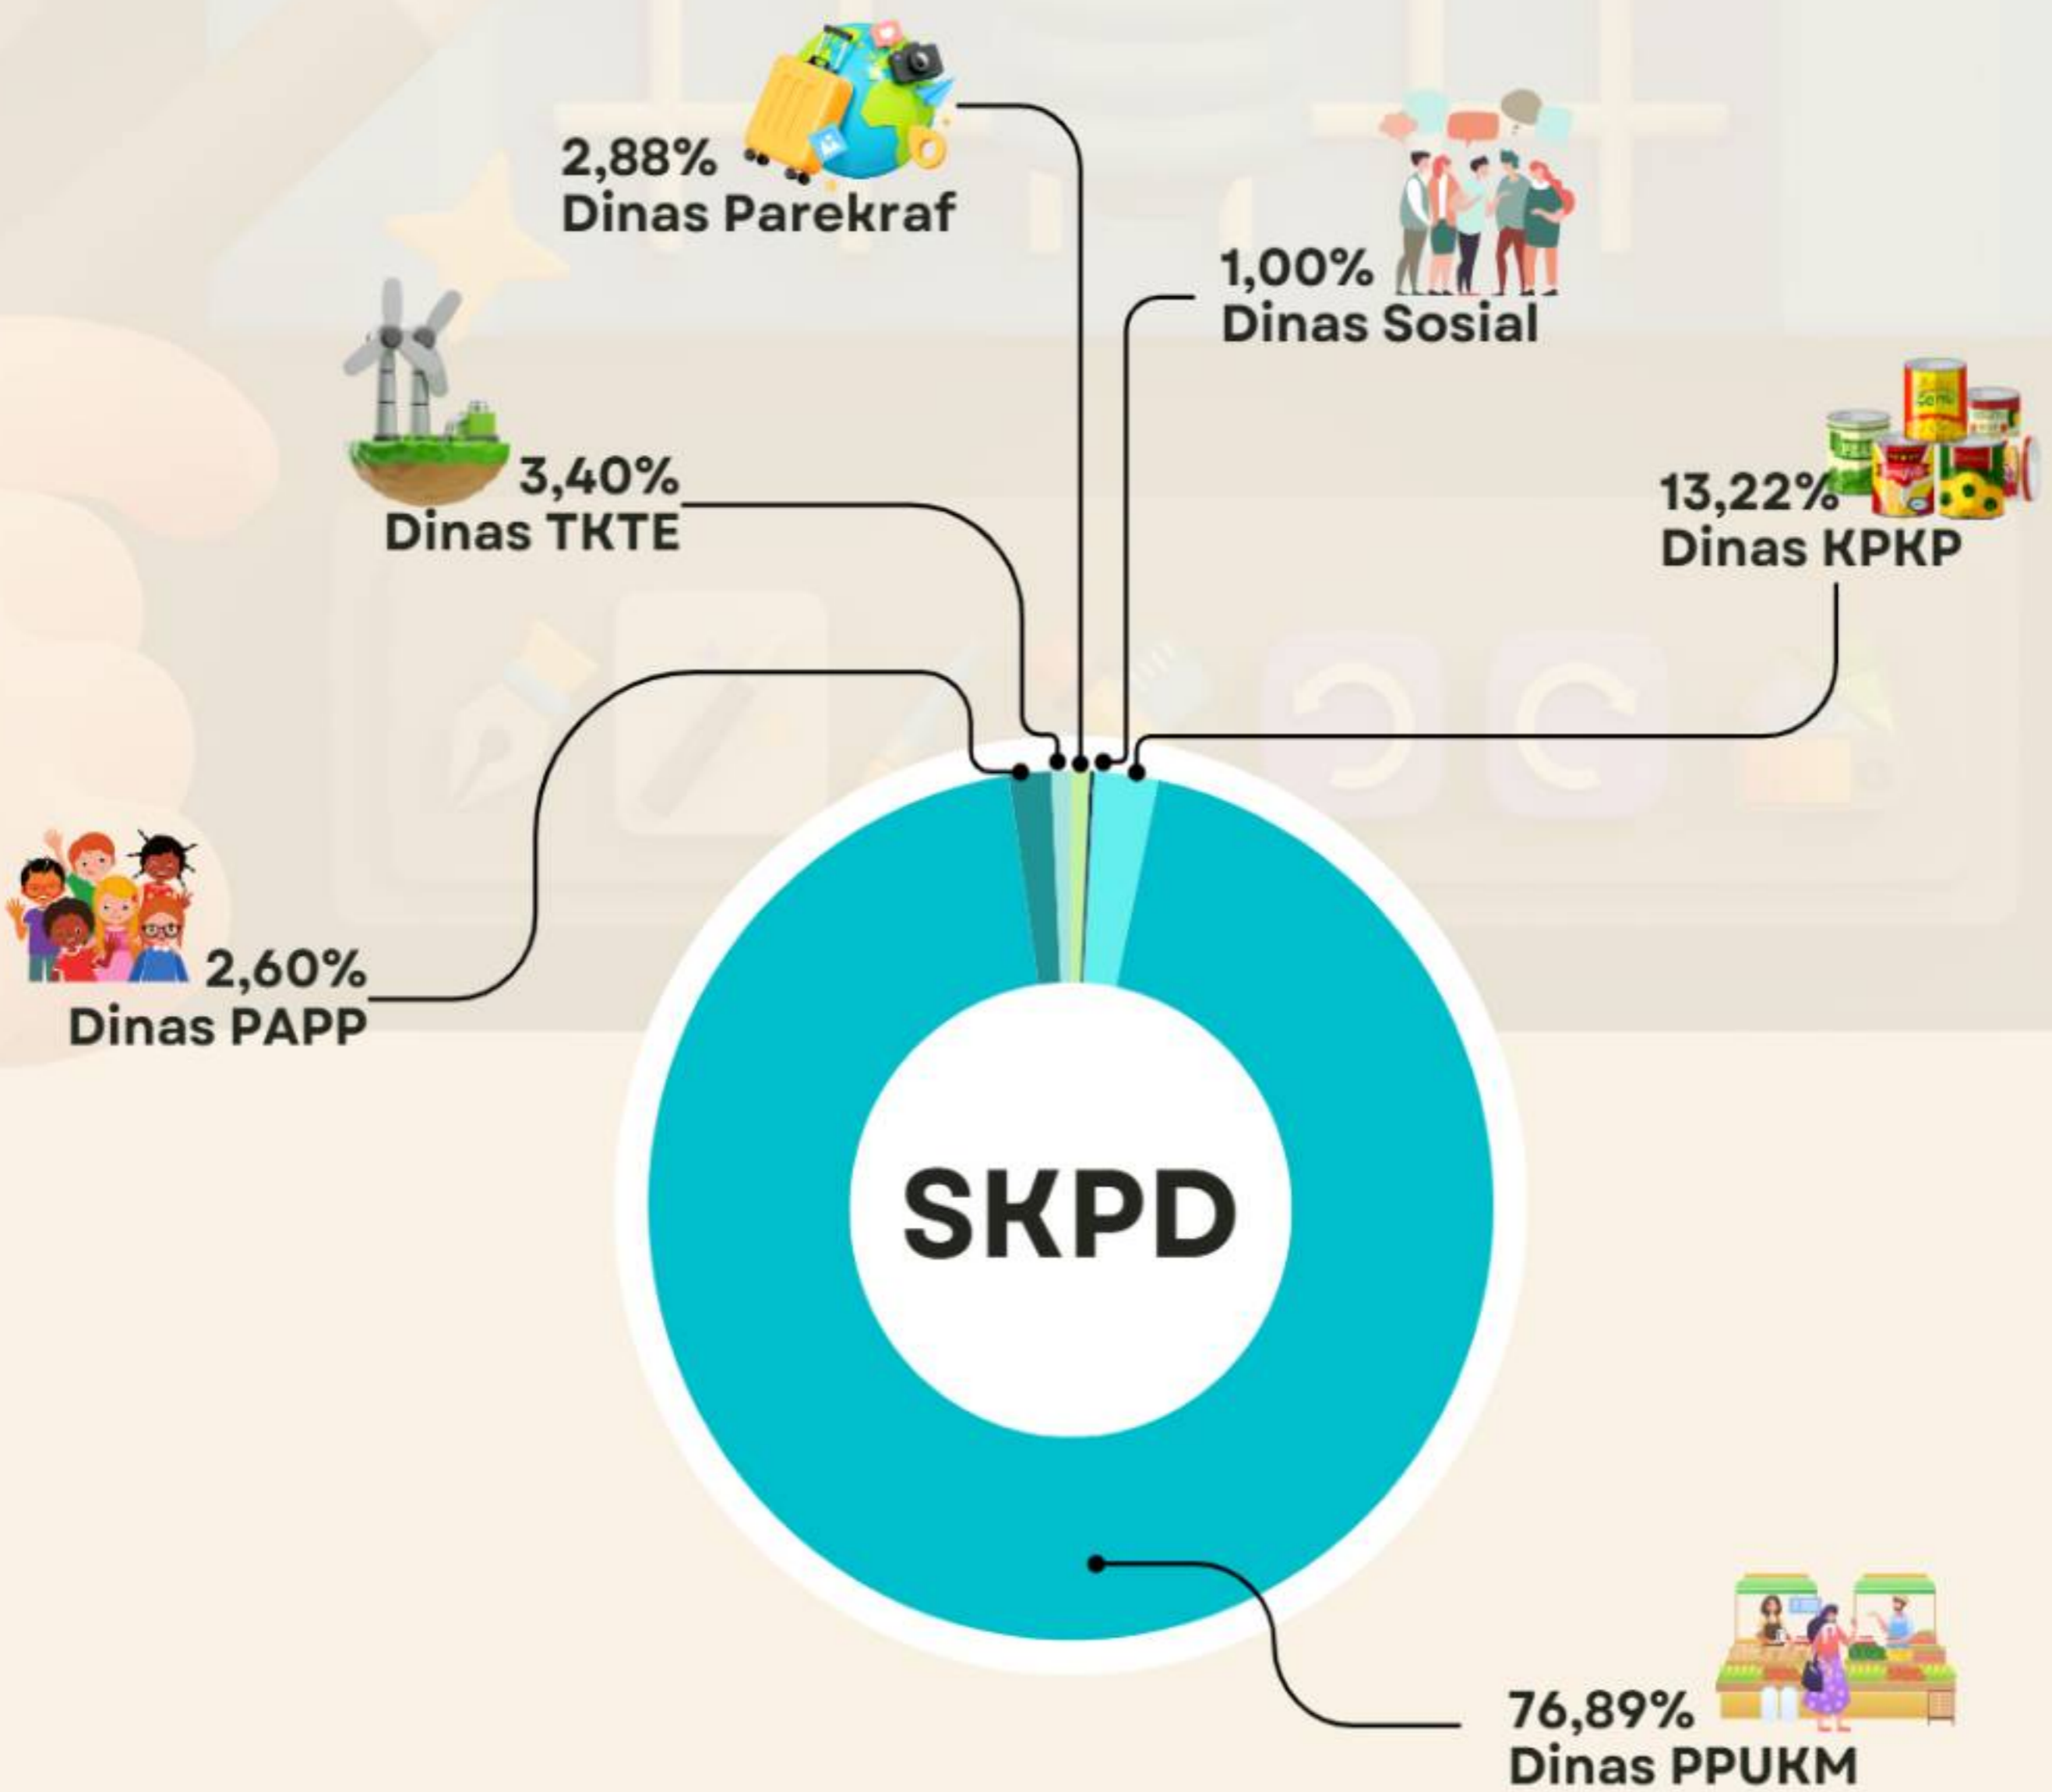 2,88%
Dinas Parekraf
1,00%
Dinas Sosial
3,40%
Dinas TKTE
13,22%
Dinas KPKP
2,60%
Dinas PAPP
SKPD
76,89%
Dinas PPUKM